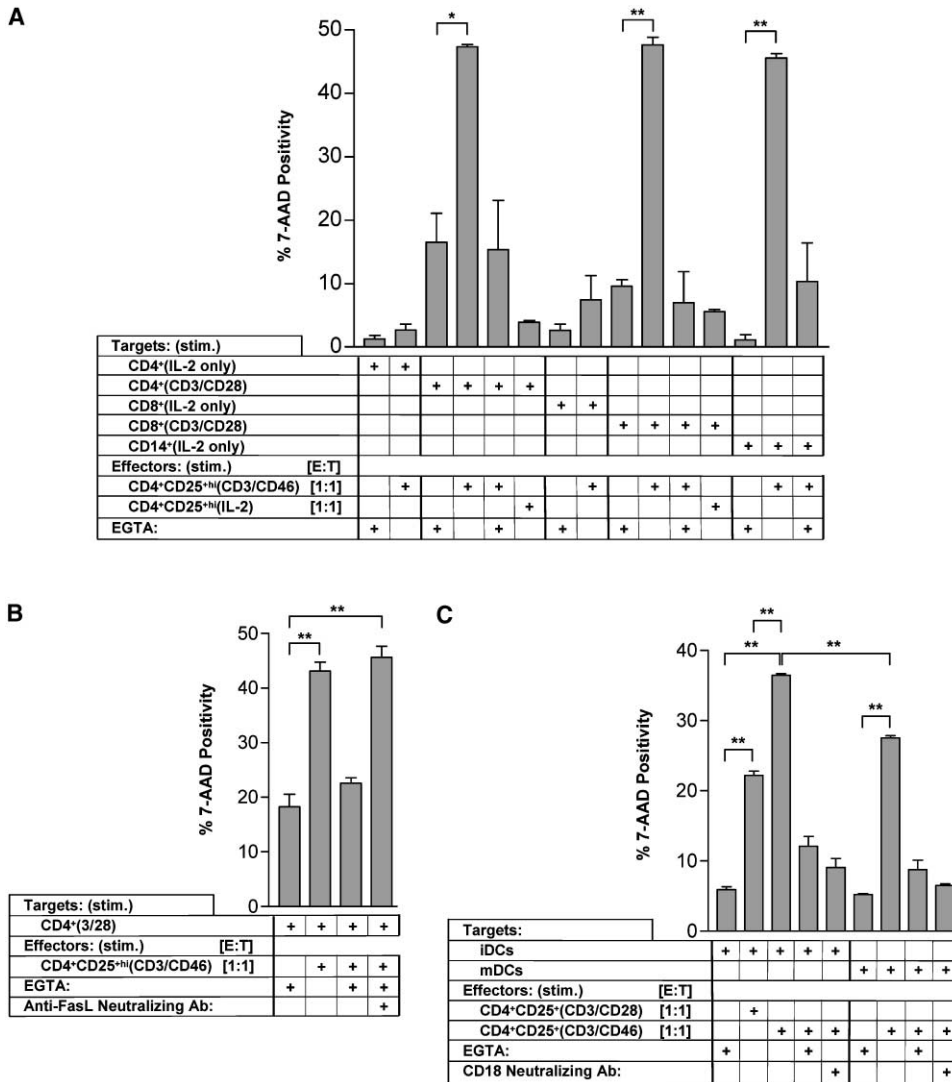 A
* ** **
50
40
30
20
10
0
% 7-AAD Positivity
Targets: (stim.)
CD4⁺(IL-2 only) + +
CD4⁺(CD3/CD28) + + + +
CD8⁺(IL-2 only) + +
CD8⁺(CD3/CD28) + + + +
CD14⁺(IL-2 only) + + +
Effectors: (stim.) [E:T]
CD4⁺CD25⁺ʰⁱ(CD3/CD46) [1:1] + + + + + + + +
CD4⁺CD25⁺ʰⁱ(IL-2) [1:1] + +
EGTA: + + + + + + + +
B
**
**
50
40
30
20
10
0
% 7-AAD Positivity
Targets: (stim.)
CD4⁺(3/28) + + + +
Effectors: (stim.) [E:T]
CD4⁺CD25⁺ʰⁱ(CD3/CD46) [1:1] + + +
EGTA: + + +
Anti-FasL Neutralizing Ab: +
C
**
** **
**
**
40
30
20
10
0
% 7-AAD Positivity
Targets:
iDCs + + + + +
mDCs + + + +
Effectors: (stim.) [E:T]
CD4⁺CD25⁺(CD3/CD28) [1:1] +
CD4⁺CD25⁺(CD3/CD46) [1:1] + + + + + +
EGTA: + + + +
CD18 Neutralizing Ab: + +